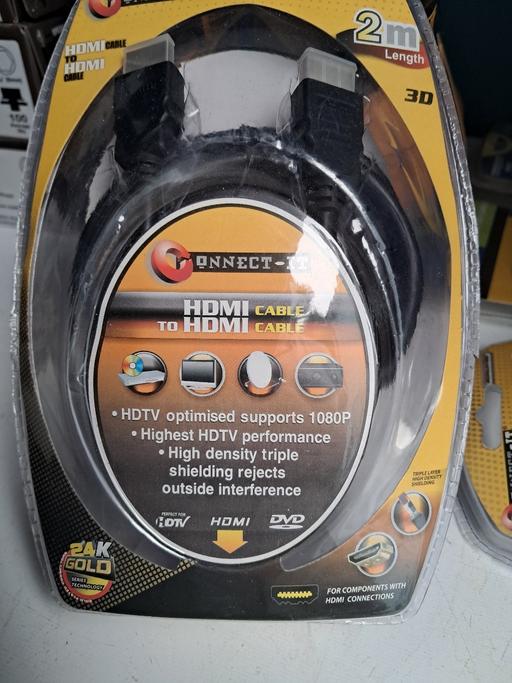 HDMI CABLE
TO
HDMI
CABLE
2m
Length
3D
CONNECT-IT
HDMI CABLE
TO HDMI CABLE
• HDTV optimised supports 1080P
• Highest HDTV performance
• High density triple
shielding rejects
outside interference
PERFECT FOR
HDTV
HDMI
DVD
TRIPLE LAYER
HIGH DENSITY
SHIELDING
24K
GOLD
SERIES
TECHNOLOGY
FOR COMPONENTS WITH
HDMI CONNECTIONS
100